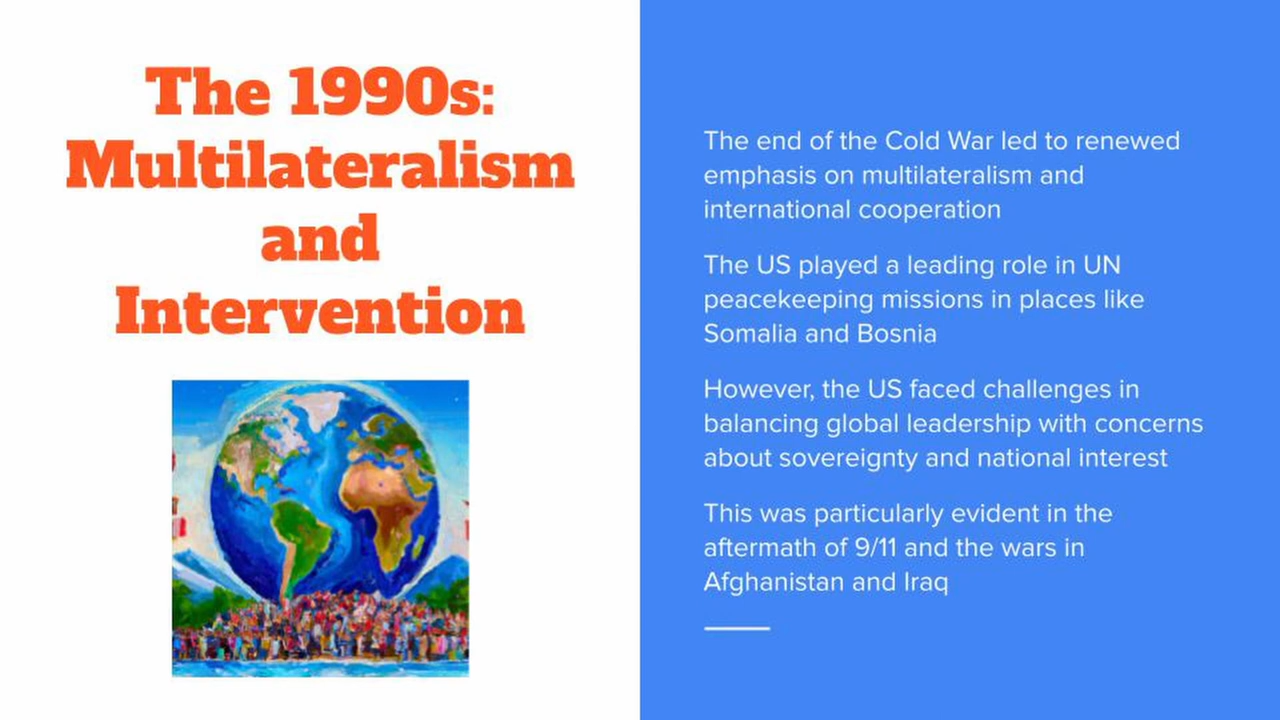 The 1990s:
Multilateralism
and
Intervention
The end of the Cold War led to renewed
emphasis on multilateralism and
international cooperation
The US played a leading role in UN
peacekeeping missions in places like
Somalia and Bosnia
However, the US faced challenges in
balancing global leadership with concerns
about sovereignty and national interest
This was particularly evident in the
aftermath of 9/11 and the wars in
Afghanistan and Iraq